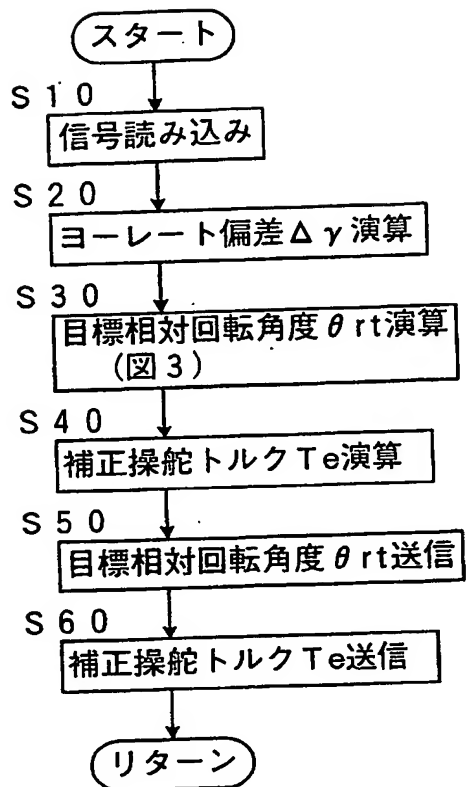 スタート
S10
信号読み込み
S20
ヨーレート偏差Δγ演算
S30
目標相対回転角度θrt演算
(図3)
S40
補正操舵トルクTe演算
S50
目標相対回転角度θrt送信
S60
補正操舵トルクTe送信
リターン